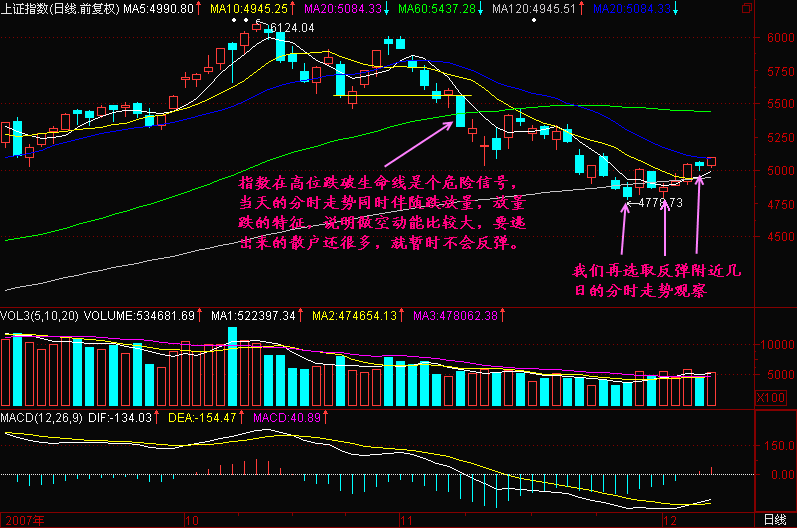 上证指数(日线.前复权) MA5:4990.80↑ MA10:4945.25↑ MA20:5084.33↓ MA60:5437.28↓ MA120:4945.51↑ MA20:5084.33↓
6124.04
6000
5750
5500
5250
5000
4750
4500
指数在高位跌破生命线是个危险信号，
当天的分时走势同时伴随跌放量，放量
跌的特征，说明做空动能比较大，要逃
出来的散户还很多，就暂时不会反弹。
←4778.73
我们再选取反弹附近几
日的分时走势观察
VOL3(5,10,20) VOLUME:534681.69↑ MA1:522397.34↑ MA2:474654.13↑ MA3:478062.38↑
10000
5000
X100
MACD(12,26,9) DIF:-134.03↑ DEA:-154.47↑ MACD:40.89↑
150.0
0.00
2007年 10 11 12 日线